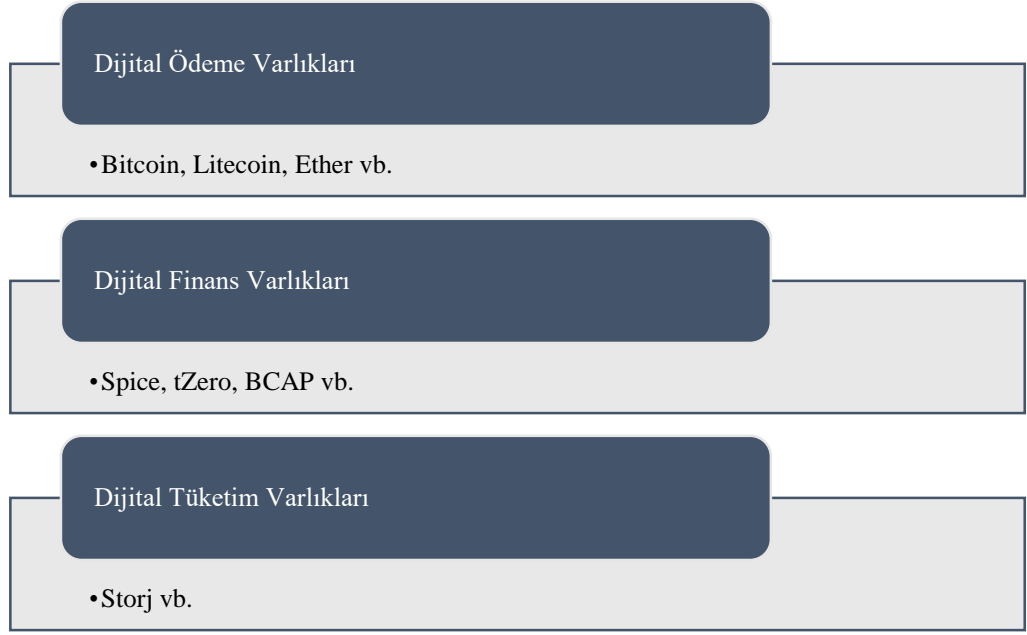 Dijital Ödeme Varlıkları
•Bitcoin, Litecoin, Ether vb.
Dijital Finans Varlıkları
•Spice, tZero, BCAP vb.
Dijital Tüketim Varlıkları
•Storj vb.